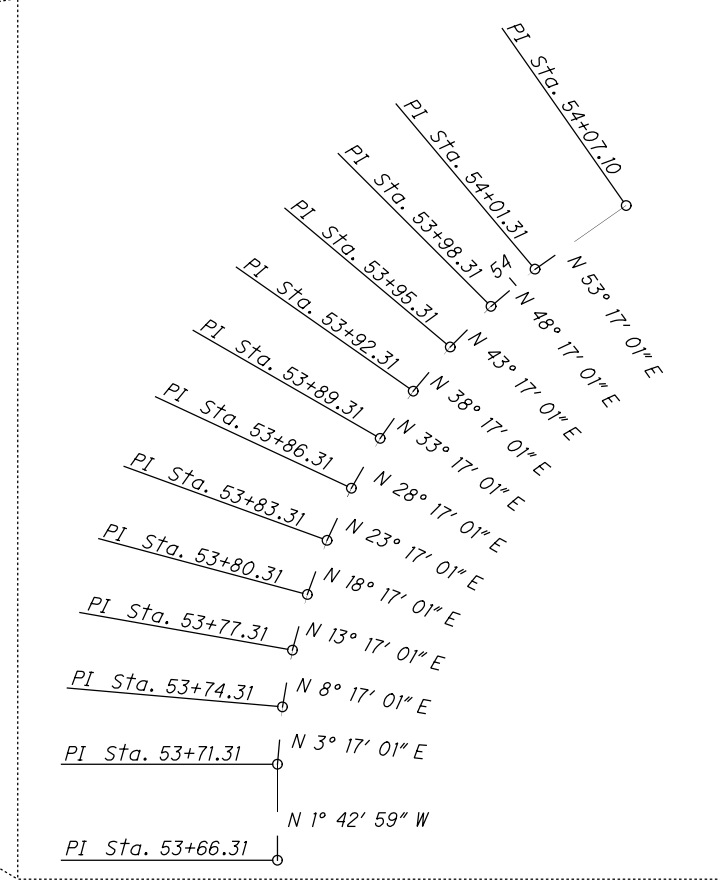 PI Sta. 54+07.10
PI Sta. 54+01.31
N 53° 17' 01" E
PI Sta. 53+98.31
54
N 48° 17' 01" E
PI Sta. 53+95.31
N 43° 17' 01" E
PI Sta. 53+92.31
N 38° 17' 01" E
PI Sta. 53+89.31
N 33° 17' 01" E
PI Sta. 53+86.31
N 28° 17' 01" E
PI Sta. 53+83.31
N 23° 17' 01" E
PI Sta. 53+80.31
N 18° 17' 01" E
PI Sta. 53+77.31
N 13° 17' 01" E
PI Sta. 53+74.31
N 8° 17' 01" E
PI Sta. 53+71.31
N 3° 17' 01" E
N 1° 42' 59" W
PI Sta. 53+66.31